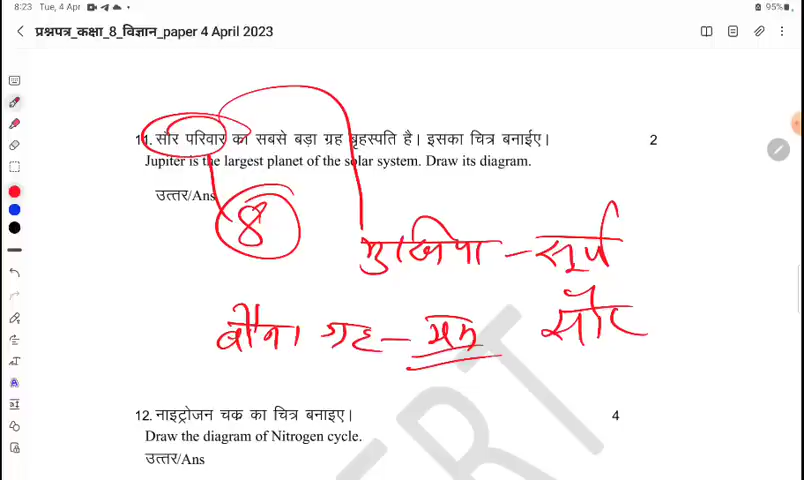 8:23 Tue, 4 Apr 95%
प्रश्नपत्र_कक्षा_8_विज्ञान_paper 4 April 2023
11. सौर परिवार का सबसे बड़ा ग्रह बृहस्पति है। इसका चित्र बनाईए। 2
Jupiter is the largest planet of the solar system. Draw its diagram.
उत्तर/Ans
8 मुखिया - सूर्य
बौना ग्रह - यम सौर
12. नाइट्रोजन चक्र का चित्र बनाइए। 4
Draw the diagram of Nitrogen cycle.
उत्तर/Ans